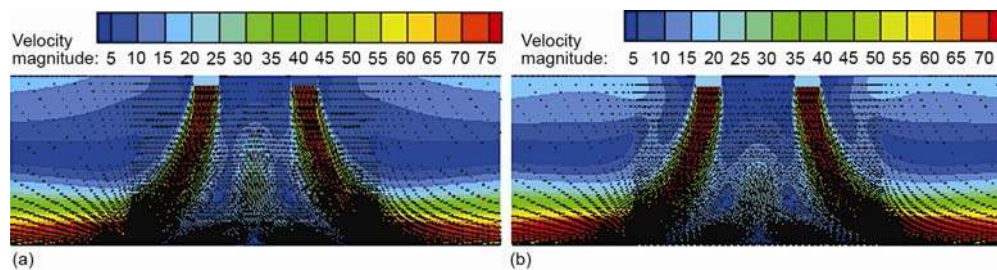 Velocity
magnitude: 5 10 15 20 25 30 35 40 45 50 55 60 65 70 75
(a)
Velocity
magnitude: 5 10 15 20 25 30 35 40 45 50 55 60 65 70
(b)